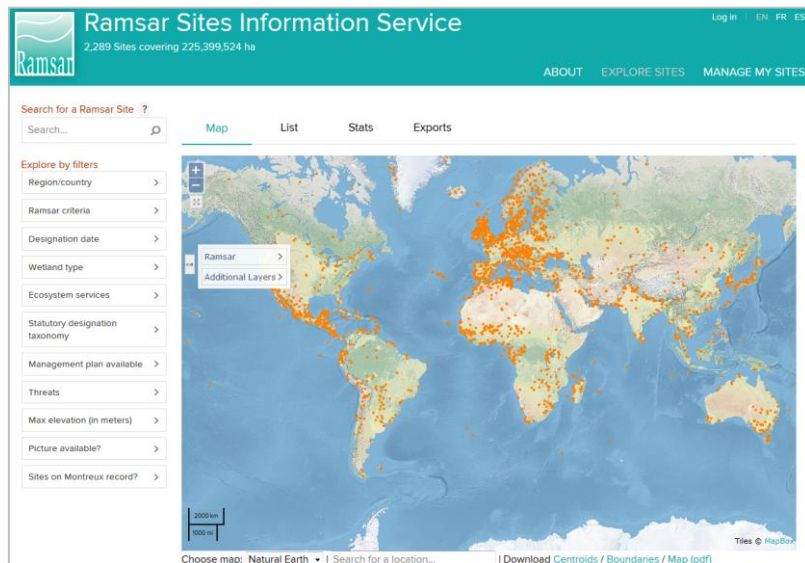 Ramsar
Ramsar Sites Information Service
2,289 Sites covering 225,399,524 ha
Log in | EN FR ES
ABOUT EXPLORE SITES MANAGE MY SITES
Search for a Ramsar Site ?
Search...
Map List Stats Exports
Explore by filters
Region/country >
Ramsar criteria >
Designation date >
Wetland type >
Ecosystem services >
Statutory designation
taxonomy >
Management plan available >
Threats >
Max elevation (in meters) >
Picture available? >
Sites on Montreux record? >
+
−
Ramsar >
Additional Layers >
2000 km
1000 mi
Tiles © MapBox
Choose map: Natural Earth | Search for a location... | Download Centroids / Boundaries / Map (pdf)